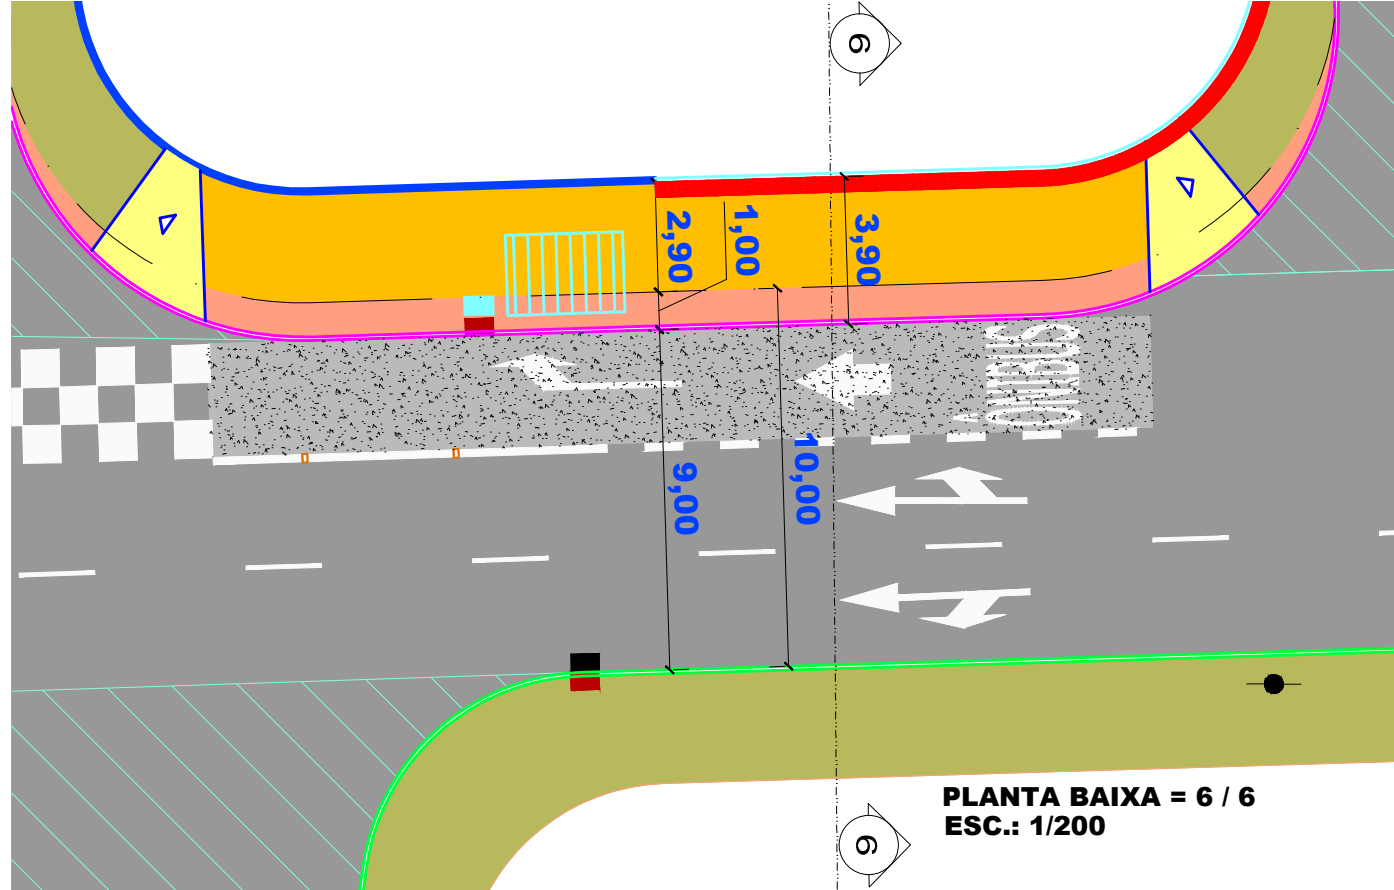 6
2,90
1,00
3,90
ÔNIBUS
9,00
10,00
PLANTA BAIXA = 6 / 6
ESC.: 1/200
6